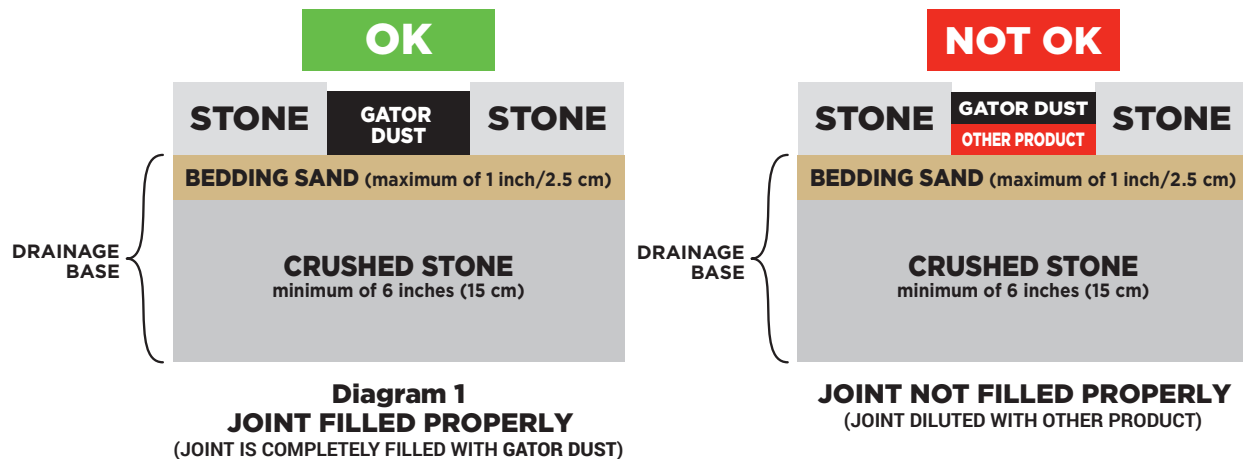 OK
STONE
GATOR
DUST
STONE
BEDDING SAND (maximum of 1 inch/2.5 cm)
DRAINAGE
BASE
CRUSHED STONE
minimum of 6 inches (15 cm)
Diagram 1
JOINT FILLED PROPERLY
(JOINT IS COMPLETELY FILLED WITH GATOR DUST)
NOT OK
STONE
GATOR DUST
OTHER PRODUCT
STONE
BEDDING SAND (maximum of 1 inch/2.5 cm)
DRAINAGE
BASE
CRUSHED STONE
minimum of 6 inches (15 cm)
JOINT NOT FILLED PROPERLY
(JOINT DILUTED WITH OTHER PRODUCT)